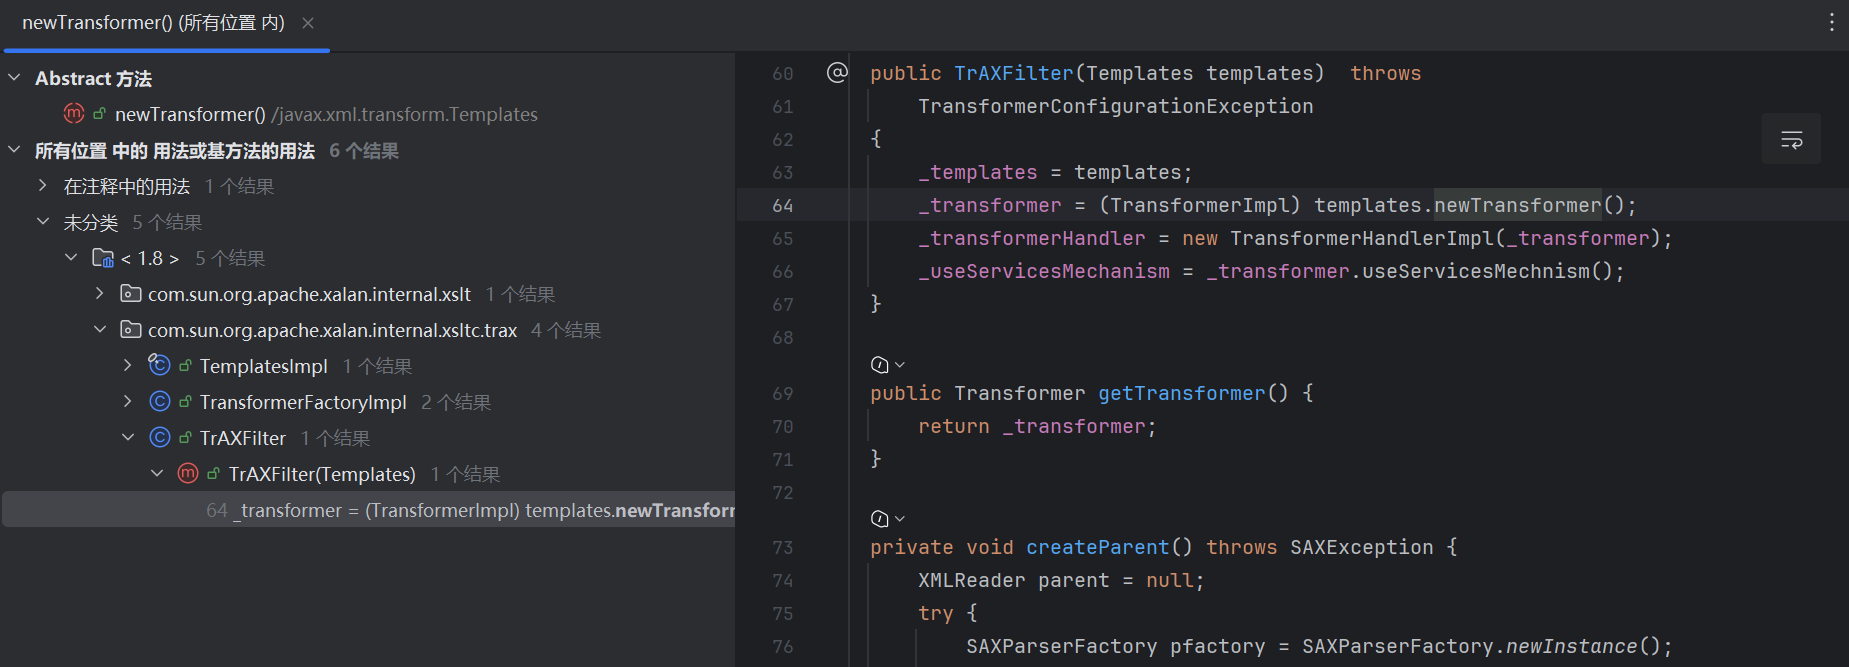 newTransformer() (所有位置 内)
Abstract 方法
newTransformer() /javax.xml.transform.Templates
所有位置 中的 用法或基方法的用法 6 个结果
在注释中的用法 1 个结果
未分类 5 个结果
< 1.8 > 5 个结果
com.sun.org.apache.xalan.internal.xslt 1 个结果
com.sun.org.apache.xalan.internal.xsltc.trax 4 个结果
TemplatesImpl 1 个结果
TransformerFactoryImpl 2 个结果
TrAXFilter 1 个结果
TrAXFilter(Templates) 1 个结果
64 _transformer = (TransformerImpl) templates.newTransforr
60 public TrAXFilter(Templates templates) throws
61 TransformerConfigurationException
62 {
63 _templates = templates;
64 _transformer = (TransformerImpl) templates.newTransformer();
65 _transformerHandler = new TransformerHandlerImpl(_transformer);
66 _useServicesMechanism = _transformer.useServicesMechnism();
67 }
68
69 public Transformer getTransformer() {
70 return _transformer;
71 }
72
73 private void createParent() throws SAXException {
74 XMLReader parent = null;
75 try {
76 SAXParserFactory pfactory = SAXParserFactory.newInstance();